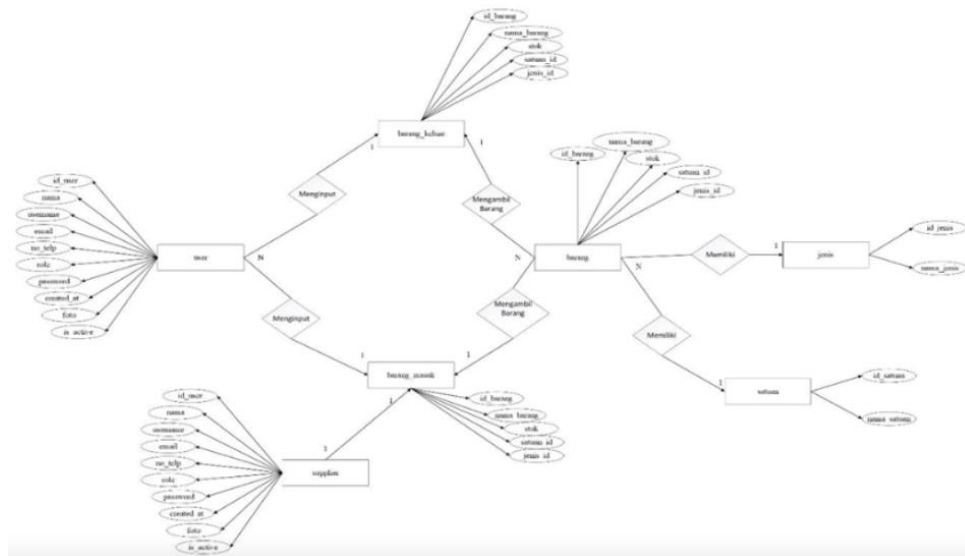 id_barang
nama_barang
stok
satuan_id
jenis_id
barang_keluar
1
1
Menginput
Mengambil
Barang
id_barang
nama_barang
stok
satuan_id
jenis_id
id_user
nama
username
email
no_telp
role
password
created_at
foto
is_active
user
N
N
barang
N
Memiliki
1
jenis
id_jenis
nama_jenis
Menginput
Mengambil
Barang
Memiliki
1
1
barang_masuk
1
satuan
id_satuan
nama_satuan
id_barang
nama_barang
stok
satuan_id
jenis_id
1
1
supplier
id_user
nama
username
email
no_telp
role
password
created_at
foto
is_active